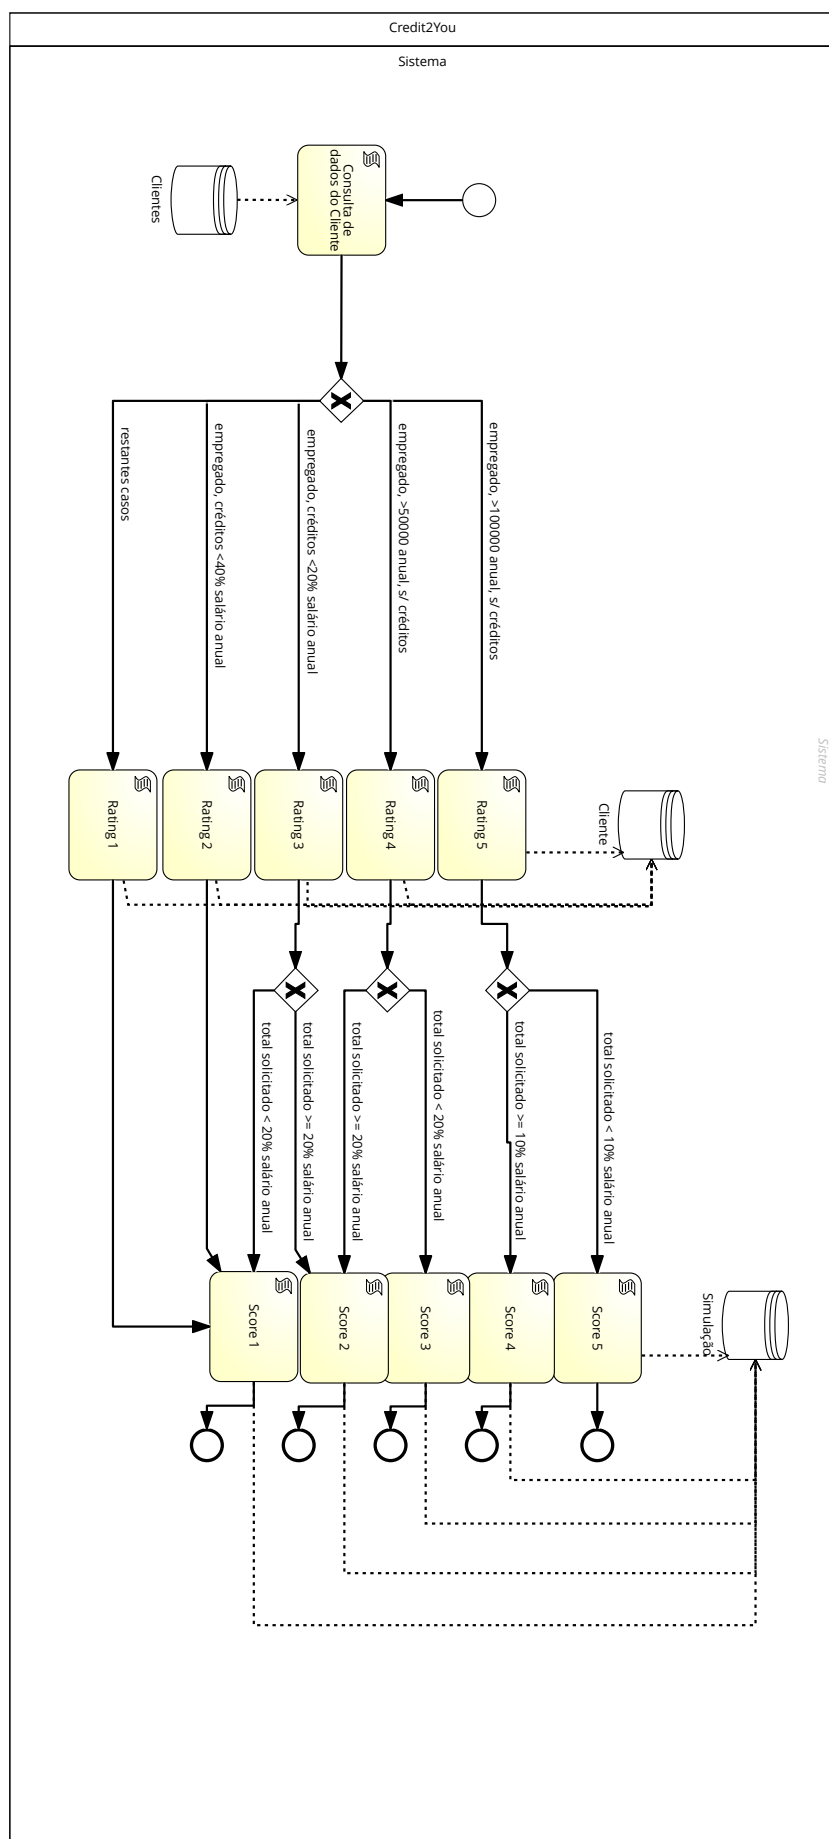 Credit2You
Sistema
Consulta de
dados do Cliente
Clientes
empregado, >100000 anual, s/ créditos
empregado, >50000 anual, s/ créditos
empregado, créditos <20% salário anual
empregado, créditos <40% salário anual
restantes casos
Sistema
Cliente
Rating 5
Rating 4
Rating 3
Rating 2
Rating 1
total solicitado < 10% salário anual
total solicitado >= 10% salário anual
total solicitado < 20% salário anual
total solicitado >= 20% salário anual
total solicitado >= 20% salário anual
total solicitado < 20% salário anual
Simulação
Score 5
Score 4
Score 3
Score 2
Score 1